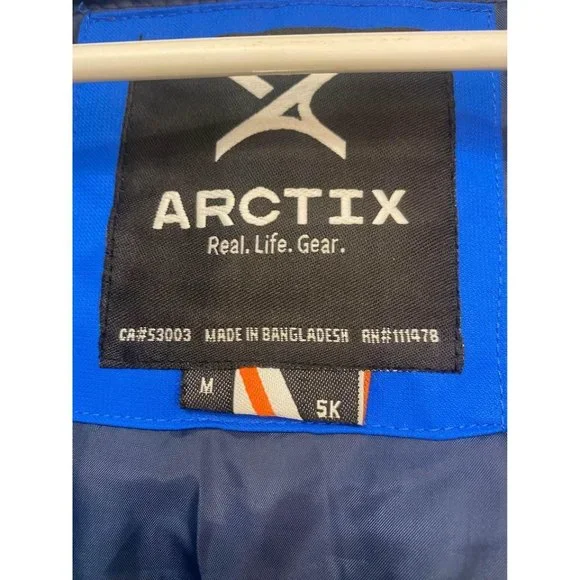 ARCTIX
Real. Life. Gear.
CA#53003 MADE IN BANGLADESH RN#111478
M
5K